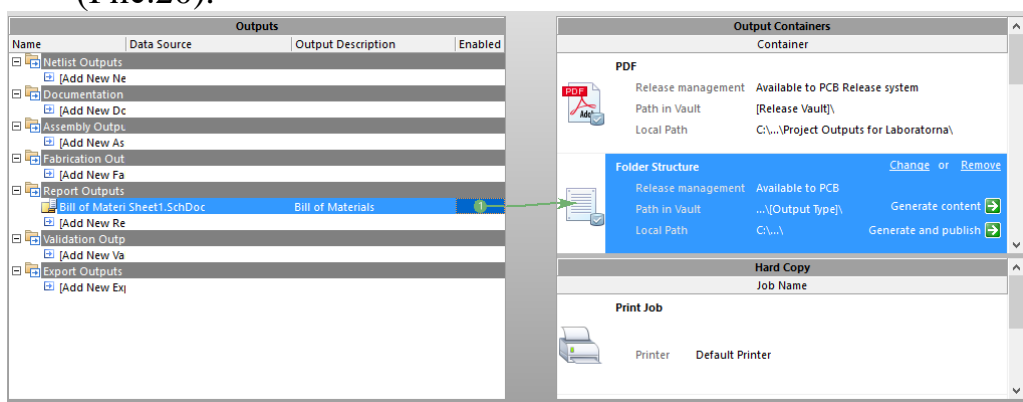 (Рис.20).
Outputs
Name Data Source Output Description Enabled
Netlist Outputs
[Add New Ne
Documentation
[Add New Dc
Assembly Outpu
[Add New As
Fabrication Out
[Add New Fa
Report Outputs
Bill of Materi Sheet1.SchDoc Bill of Materials 1
[Add New Re
Validation Outp
[Add New Va
Export Outputs
[Add New Exp
Output Containers
Container
PDF
Release management Available to PCB Release system
Path in Vault [Release Vault]\
Local Path C:\...\Project Outputs for Laboratorna\
Folder Structure Change or Remove
Release management Available to PCB
Path in Vault ...\[Output Type]\ Generate content
Local Path C:\...\ Generate and publish
Hard Copy
Job Name
Print Job
Printer Default Printer